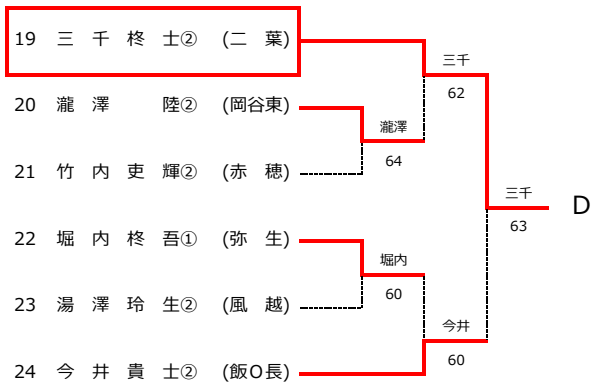 19 三 千 柊 士② (二 葉)
三千
62
20 瀧 澤 陸② (岡谷東)
瀧澤
64
21 竹 内 吏 輝② (赤 穂)
三千
63
D
22 堀 内 柊 吾① (弥 生)
堀内
60
23 湯 澤 玲 生② (風 越)
今井
60
24 今 井 貴 士② (飯O長)